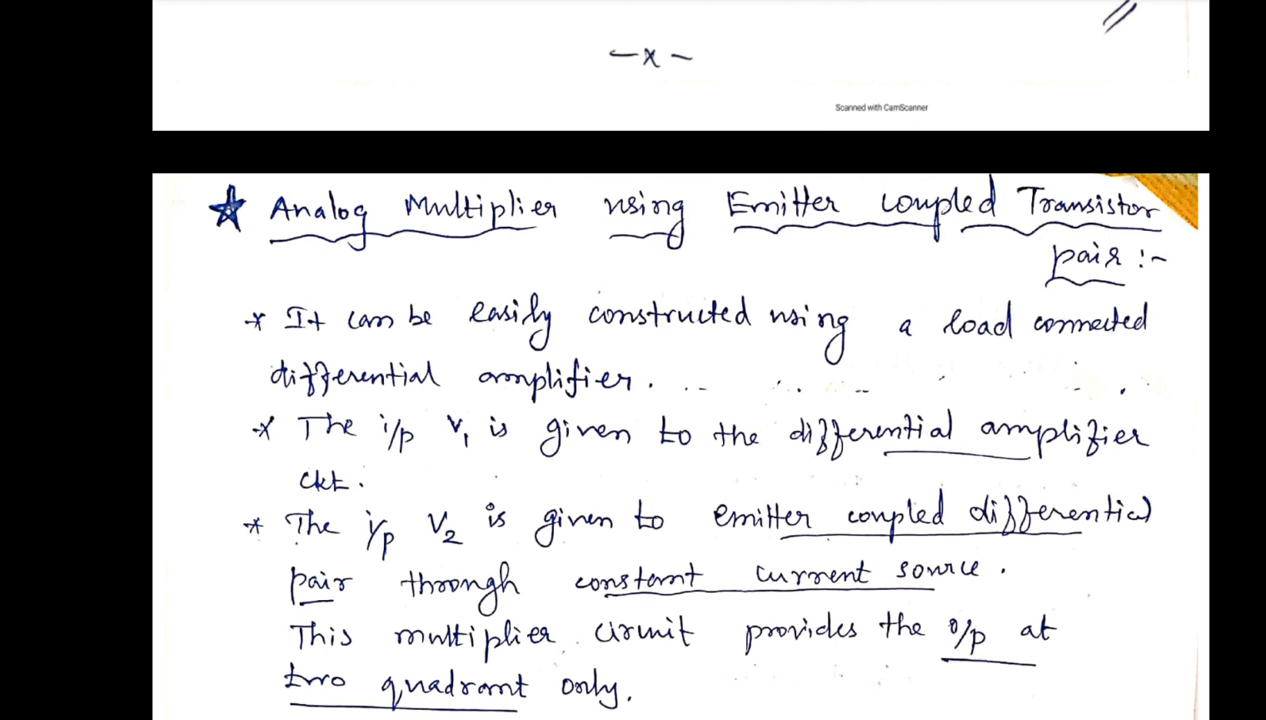 -x-
Scanned with CamScanner
☆ Analog Multiplier using Emitter coupled Transistor
pair :-
* It can be easily constructed using a load connected
differential amplifier.
* The i/p V₁ is given to the differential amplifier
ckt.
* The i/p V₂ is given to emitter coupled differential
pair through constant current source.
This multiplier circuit provides the o/p at
two quadrant only.